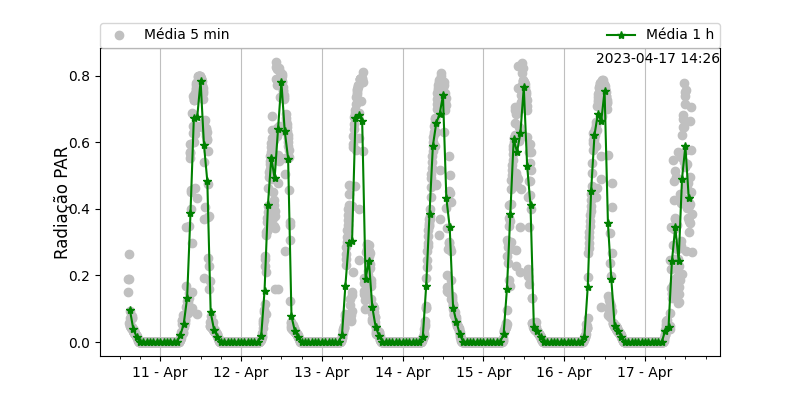 Média 5 min
Média 1 h
2023-04-17 14:26
Radiação PAR
0.8
0.6
0.4
0.2
0.0
11 - Apr
12 - Apr
13 - Apr
14 - Apr
15 - Apr
16 - Apr
17 - Apr